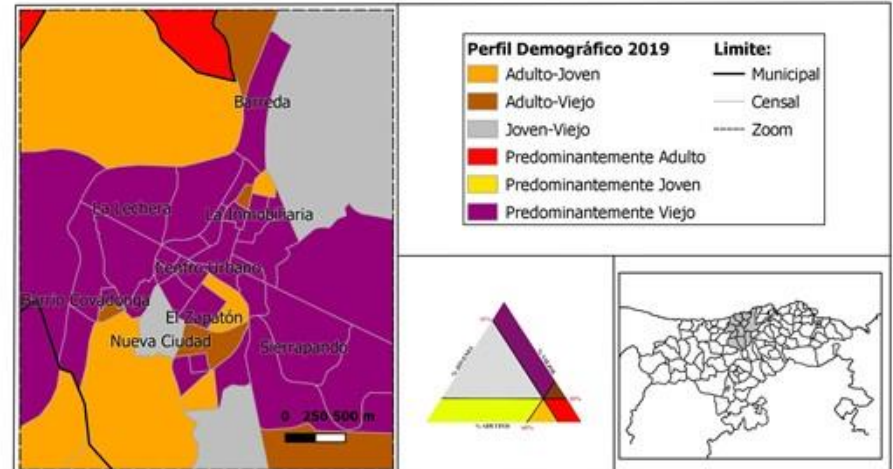 Barreda
La Lechera
La Inmobiliaria
Centro Urbano
Barrio Covadonga
El Zapatón
Nueva Ciudad
Sierrapando
0 250 500 m
Perfil Demográfico 2019
Adulto-Joven
Adulto-Viejo
Joven-Viejo
Predominantemente Adulto
Predominantemente Joven
Predominantemente Viejo
Limite:
Municipal
Censal
Zoom